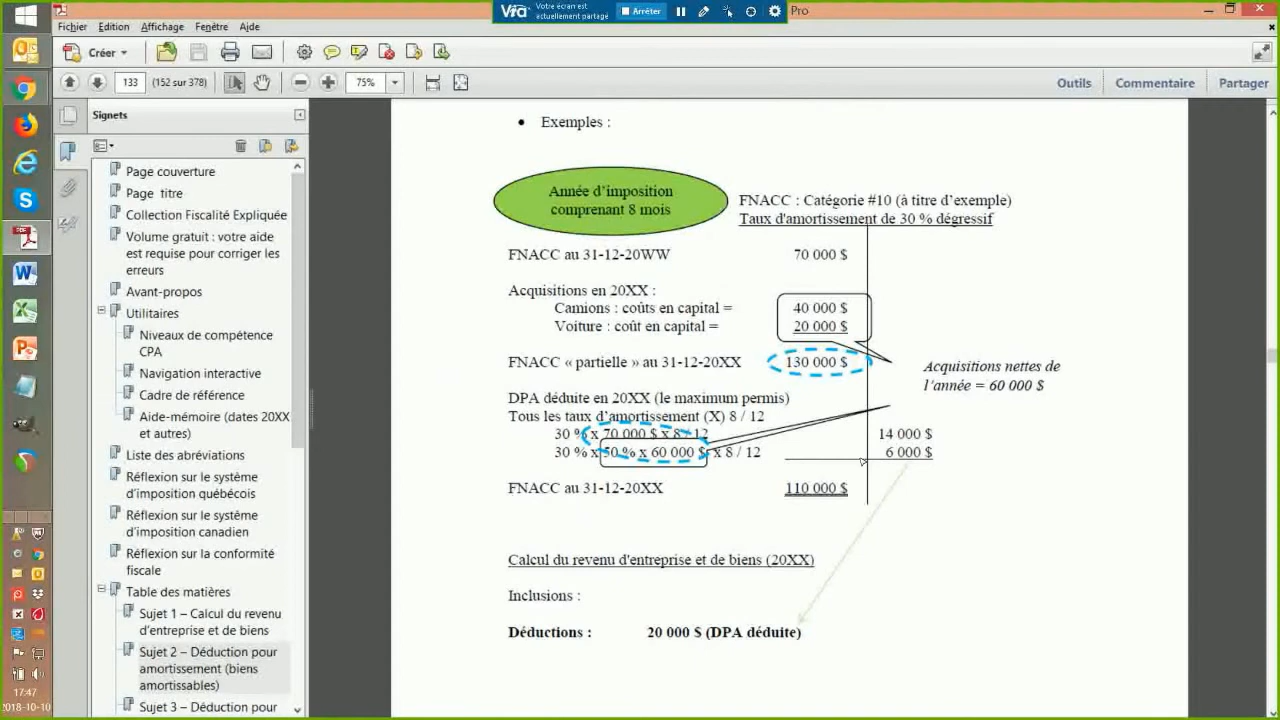 Vfa
Votre écran est
actuellement partagé
Arrêter
Pro
Fichier Edition Affichage Fenêtre Aide
Créer
133 (152 sur 378)
75%
Outils Commentaire Partager
Signets
Page couverture
Page titre
Collection Fiscalité Expliquée
Volume gratuit : votre aide
est requise pour corriger les
erreurs
Avant-propos
Utilitaires
Niveaux de compétence
CPA
Navigation interactive
Cadre de référence
Aide-mémoire (dates 20XX
et autres)
Liste des abréviations
Réflexion sur le système
d'imposition québécois
Réflexion sur le système
d'imposition canadien
Réflexion sur la conformité
fiscale
Table des matières
Sujet 1 – Calcul du revenu
d'entreprise et de biens
Sujet 2 – Déduction pour
amortissement (biens
amortissables)
Sujet 3 – Déduction pour
17:47
2018-10-10
• Exemples :
Année d'imposition
comprenant 8 mois
FNACC : Catégorie #10 (à titre d'exemple)
Taux d'amortissement de 30 % dégressif
FNACC au 31-12-20WW 70 000 $
Acquisitions en 20XX :
Camions : coûts en capital = 40 000 $
Voiture : coût en capital = 20 000 $
FNACC « partielle » au 31-12-20XX 130 000 $
Acquisitions nettes de
l'année = 60 000 $
DPA déduite en 20XX (le maximum permis)
Tous les taux d'amortissement (X) 8 / 12
30 % x 70 000 $ x 8 / 12 14 000 $
30 % x 50 % x 60 000 $ x 8 / 12 6 000 $
FNACC au 31-12-20XX 110 000 $
Calcul du revenu d'entreprise et de biens (20XX)
Inclusions :
Déductions : 20 000 $ (DPA déduite)